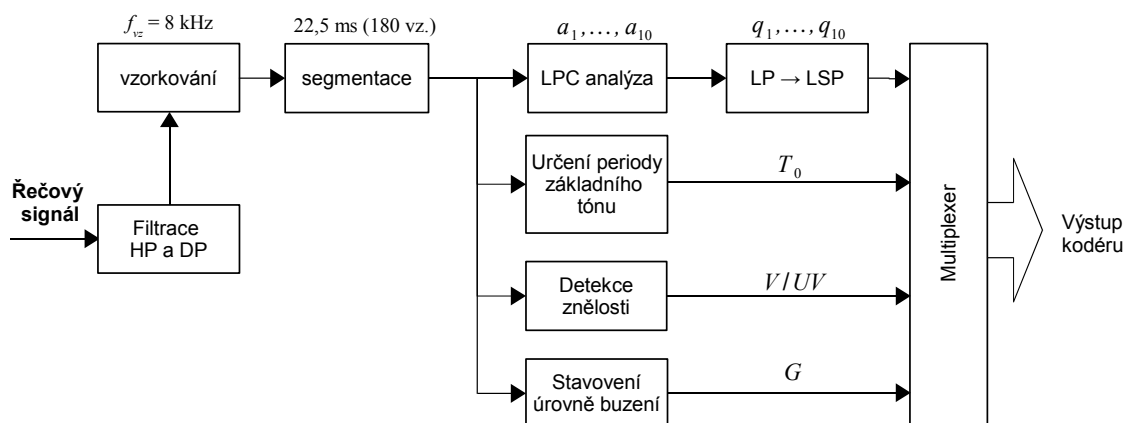 f_vz = 8 kHz
22,5 ms (180 vz.)
a_1,…, a_10
q_1,…, q_10
vzorkování
segmentace
LPC analýza
LP → LSP
Řečový
signál
Filtrace
HP a DP
Určení periody
základního
tónu
T_0
Detekce
znělosti
V / UV
Stavovení
úrovně buzení
G
Multiplexer
Výstup
kodéru